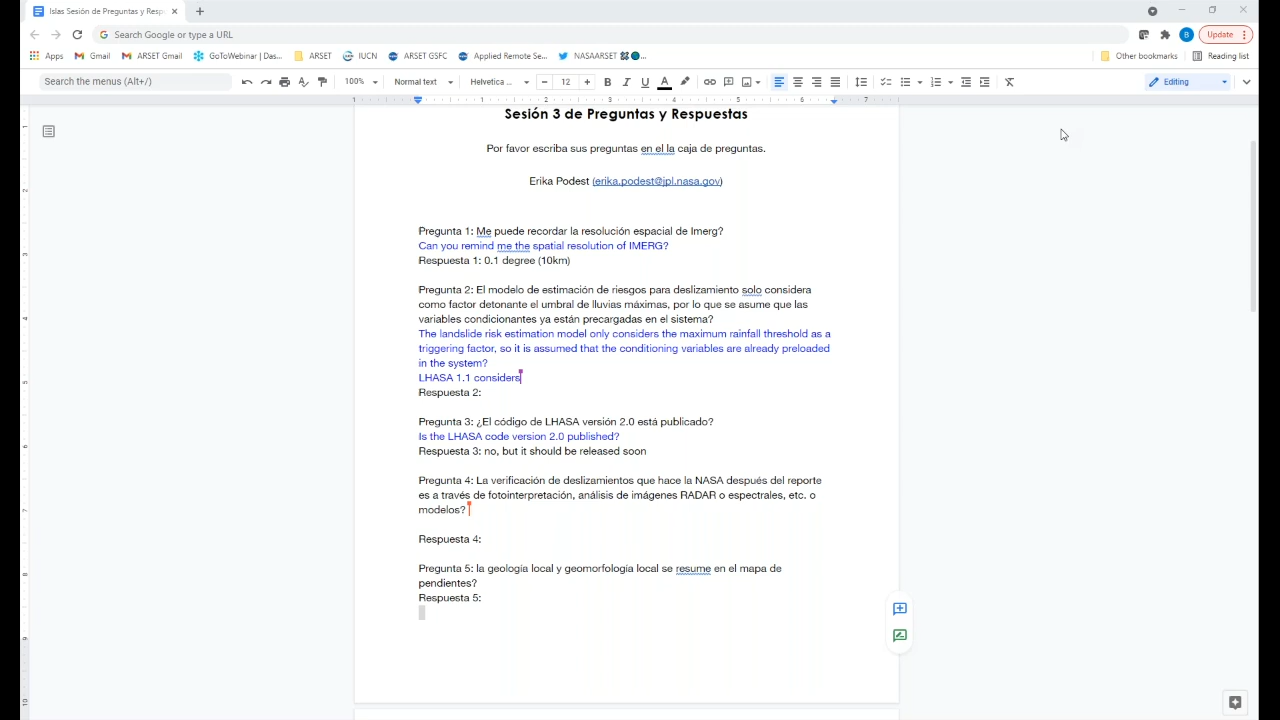 Islas Sesión de Preguntas y Resp
Search Google or type a URL
B
Update
Apps
Gmail
ARSET Gmail
GoToWebinar | Das...
ARSET
IUCN
ARSET GSFC
Applied Remote Se...
NASAARSET
Other bookmarks
Reading list
Search the menus (Alt+/)
100%
Normal text
Helvetica ...
12
B I U A
Editing
1 1 2 3 4 5 6 7
Sesión 3 de Preguntas y Respuestas
Por favor escriba sus preguntas en el la caja de preguntas.
Erika Podest (erika.podest@jpl.nasa.gov)
Pregunta 1: Me puede recordar la resolución espacial de Imerg?
Can you remind me the spatial resolution of IMERG?
Respuesta 1: 0.1 degree (10km)
Pregunta 2: El modelo de estimación de riesgos para deslizamiento solo considera
como factor detonante el umbral de lluvias máximas, por lo que se asume que las
variables condicionantes ya están precargadas en el sistema?
The landslide risk estimation model only considers the maximum rainfall threshold as a
triggering factor, so it is assumed that the conditioning variables are already preloaded
in the system?
LHASA 1.1 considers
Respuesta 2:
Pregunta 3: ¿El código de LHASA versión 2.0 está publicado?
Is the LHASA code version 2.0 published?
Respuesta 3: no, but it should be released soon
Pregunta 4: La verificación de deslizamientos que hace la NASA después del reporte
es a través de fotointerpretación, análisis de imágenes RADAR o espectrales, etc. o
modelos?
Respuesta 4:
Pregunta 5: la geología local y geomorfología local se resume en el mapa de
pendientes?
Respuesta 5: